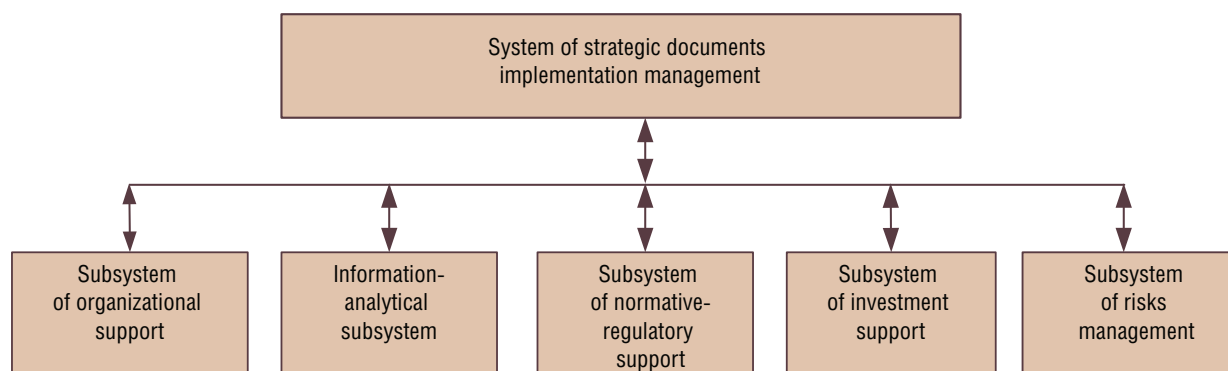 System of strategic documents
implementation management
Subsystem
of organizational
support
Information-
analytical
subsystem
Subsystem
of normative-
regulatory
support
Subsystem
of investment
support
Subsystem
of risks
management